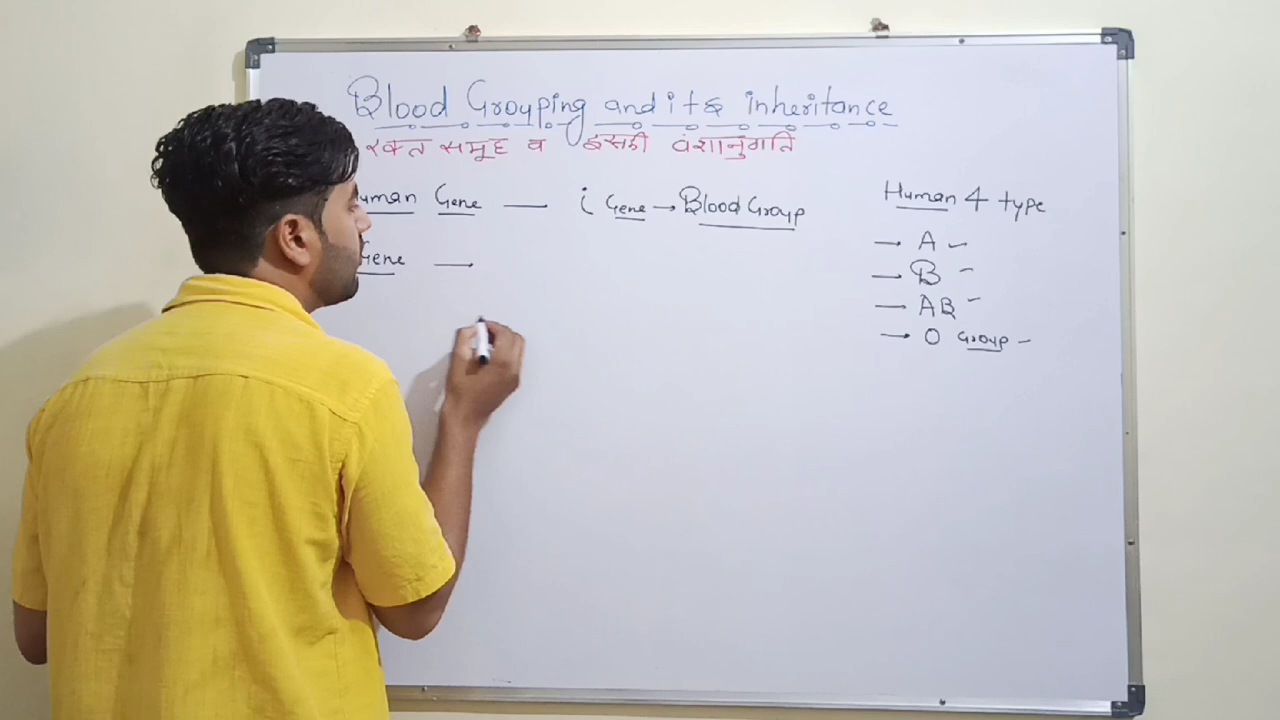 Blood Grouping and its inheritance
रक्त समूह व इसकी वंशानुगति
uman Gene — i Gene → Blood Group
Gene —
Human 4 type
→ A
→ B
→ AB
→ O Group